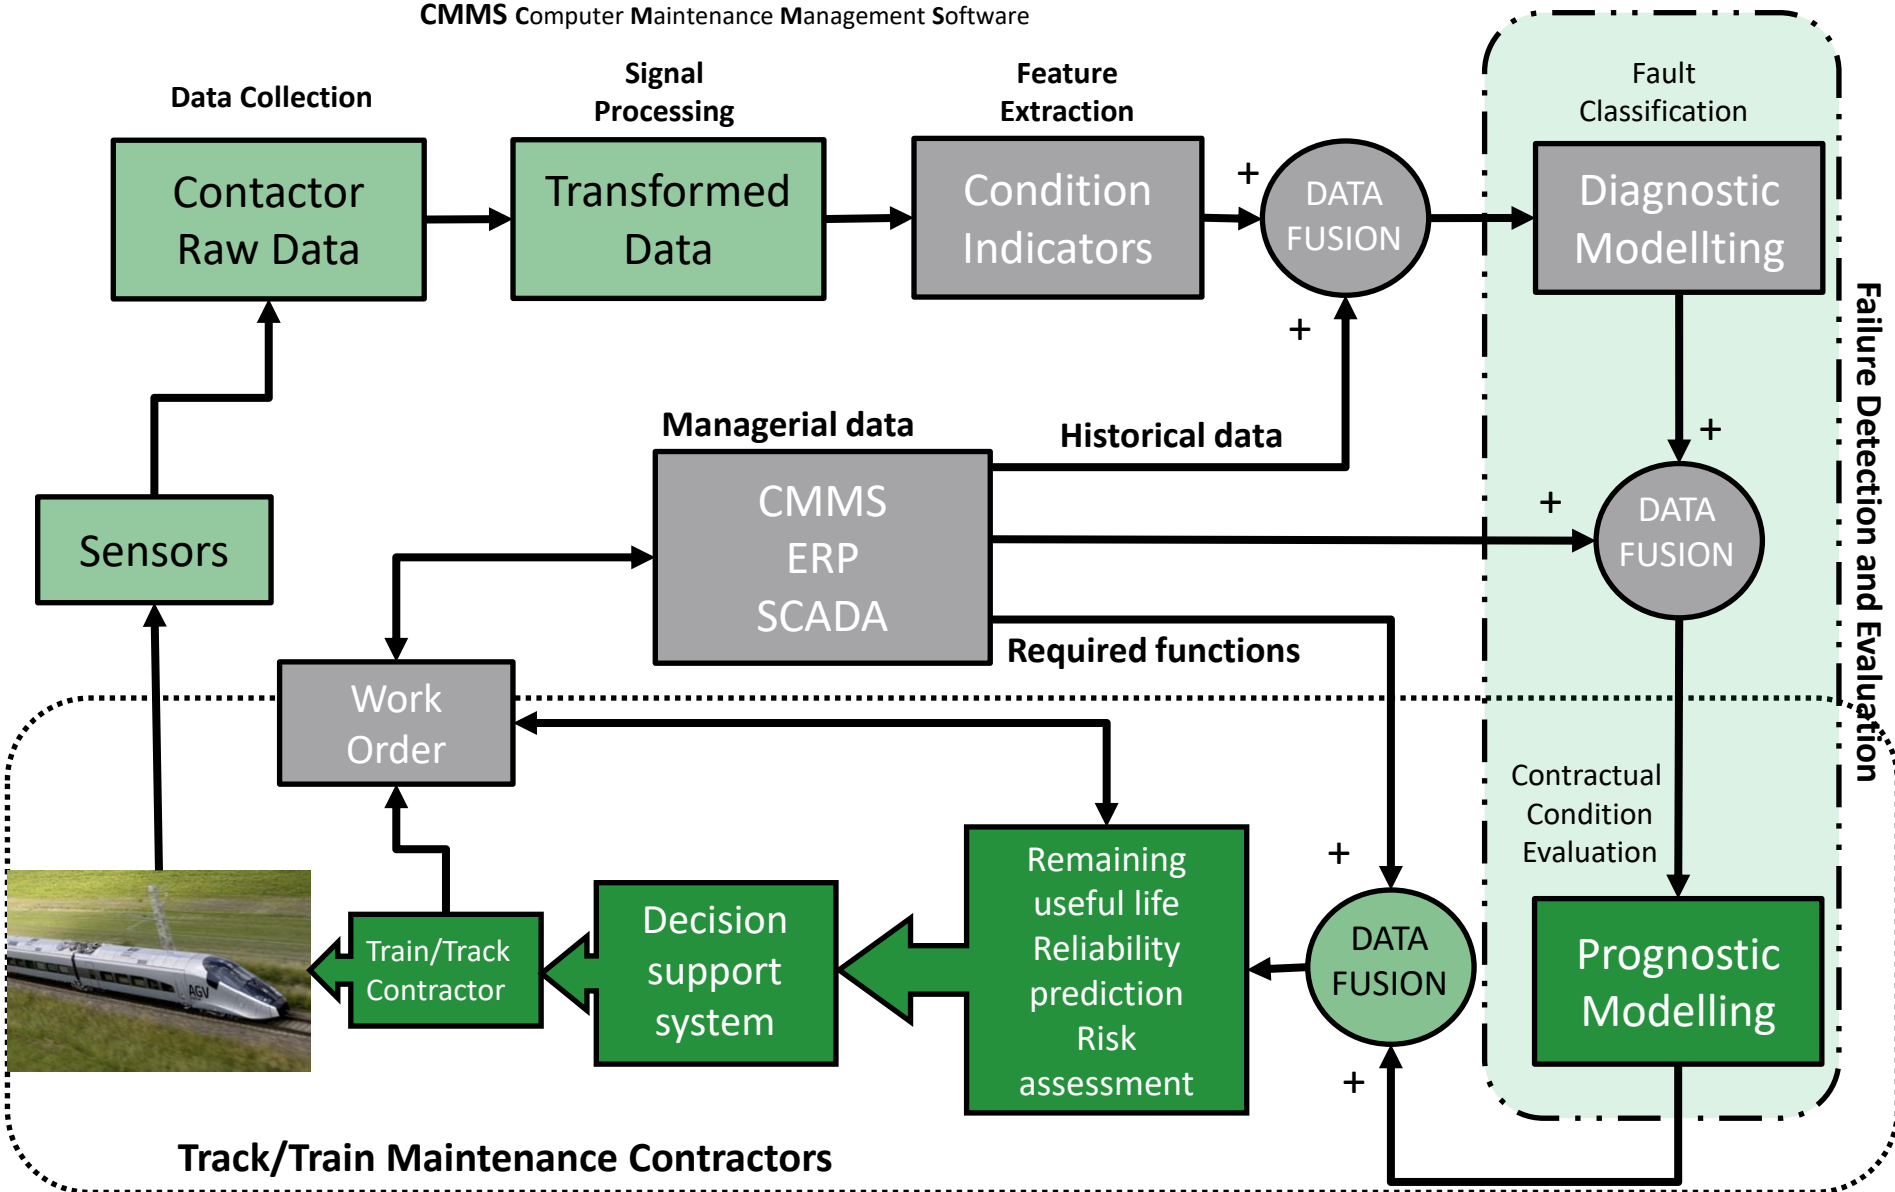 CMMS Computer Maintenance Management Software
Data Collection
Signal
Processing
Feature
Extraction
Fault
Classification
Contactor
Raw Data
Transformed
Data
Condition
Indicators
DATA
FUSION
Diagnostic
Modellting
+
+
Failure Detection and Evaluation
Managerial data
Historical data
+
CMMS
ERP
SCADA
+
DATA
FUSION
Sensors
Required functions
Work
Order
Contractual
Condition
Evaluation
Remaining
useful life
Reliability
prediction
Risk
assessment
+
DATA
FUSION
+
Prognostic
Modelling
Decision
support
system
Train/Track
Contractor
AGV
Track/Train Maintenance Contractors